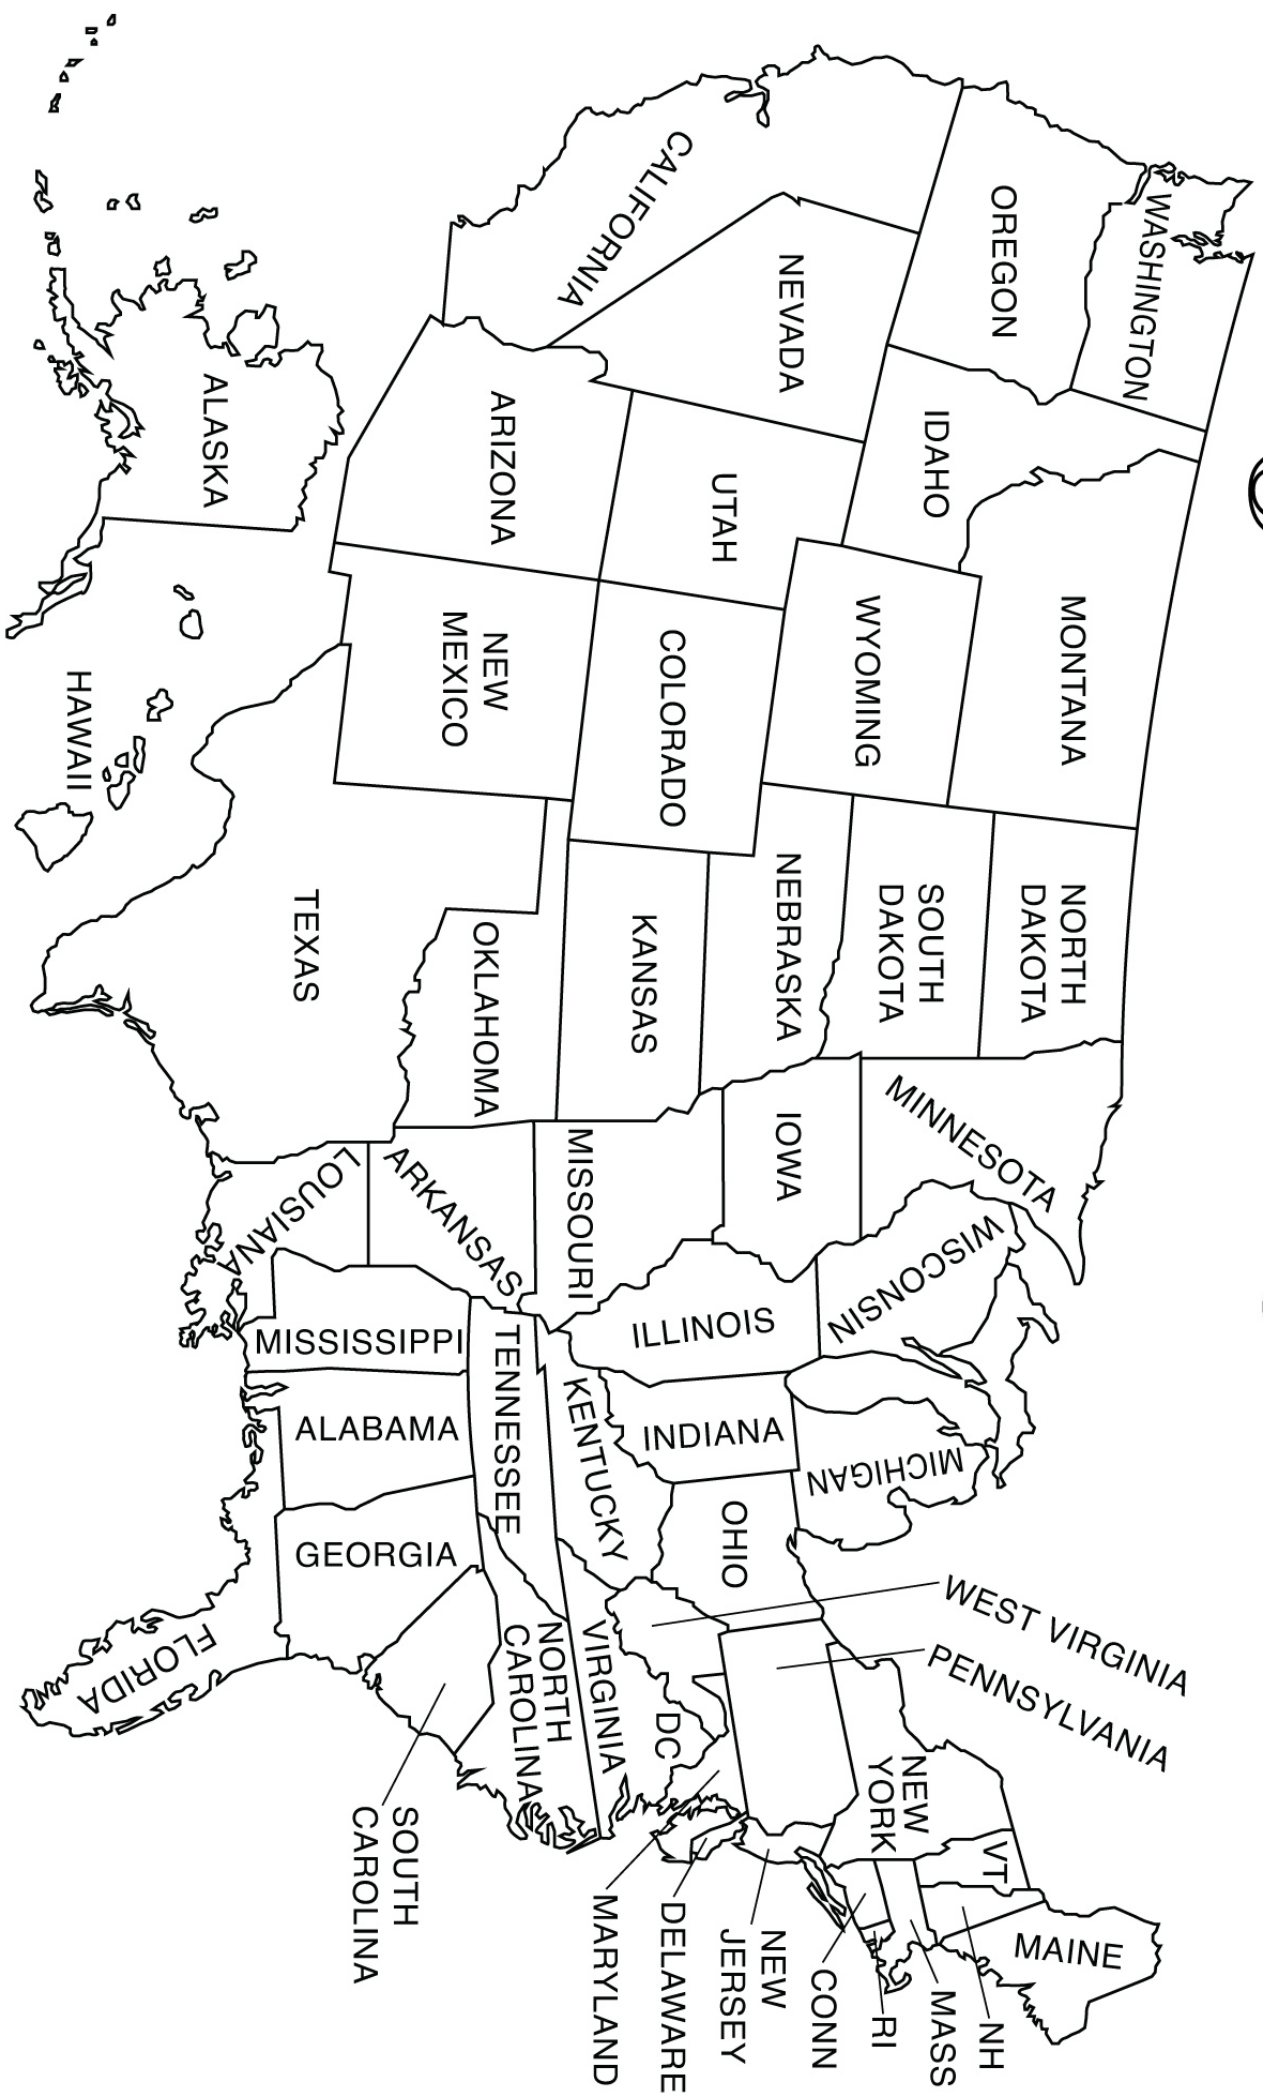 WASHINGTON
OREGON
CALIFORNIA
NEVADA
IDAHO
MONTANA
WYOMING
UTAH
ARIZONA
COLORADO
NEW
MEXICO
NORTH
DAKOTA
SOUTH
DAKOTA
NEBRASKA
KANSAS
OKLAHOMA
TEXAS
MINNESOTA
IOWA
MISSOURI
ARKANSAS
LOUSIANA
WISCONSIN
ILLINOIS
MICHIGAN
INDIANA
OHIO
KENTUCKY
TENNESSEE
MISSISSIPPI
ALABAMA
GEORGIA
FLORIDA
SOUTH
CAROLINA
NORTH
CAROLINA
VIRGINIA
WEST VIRGINIA
DC
PENNSYLVANIA
NEW
YORK
VT
MAINE
NH
MASS
RI
CONN
NEW
JERSEY
DELAWARE
MARYLAND
ALASKA
HAWAII